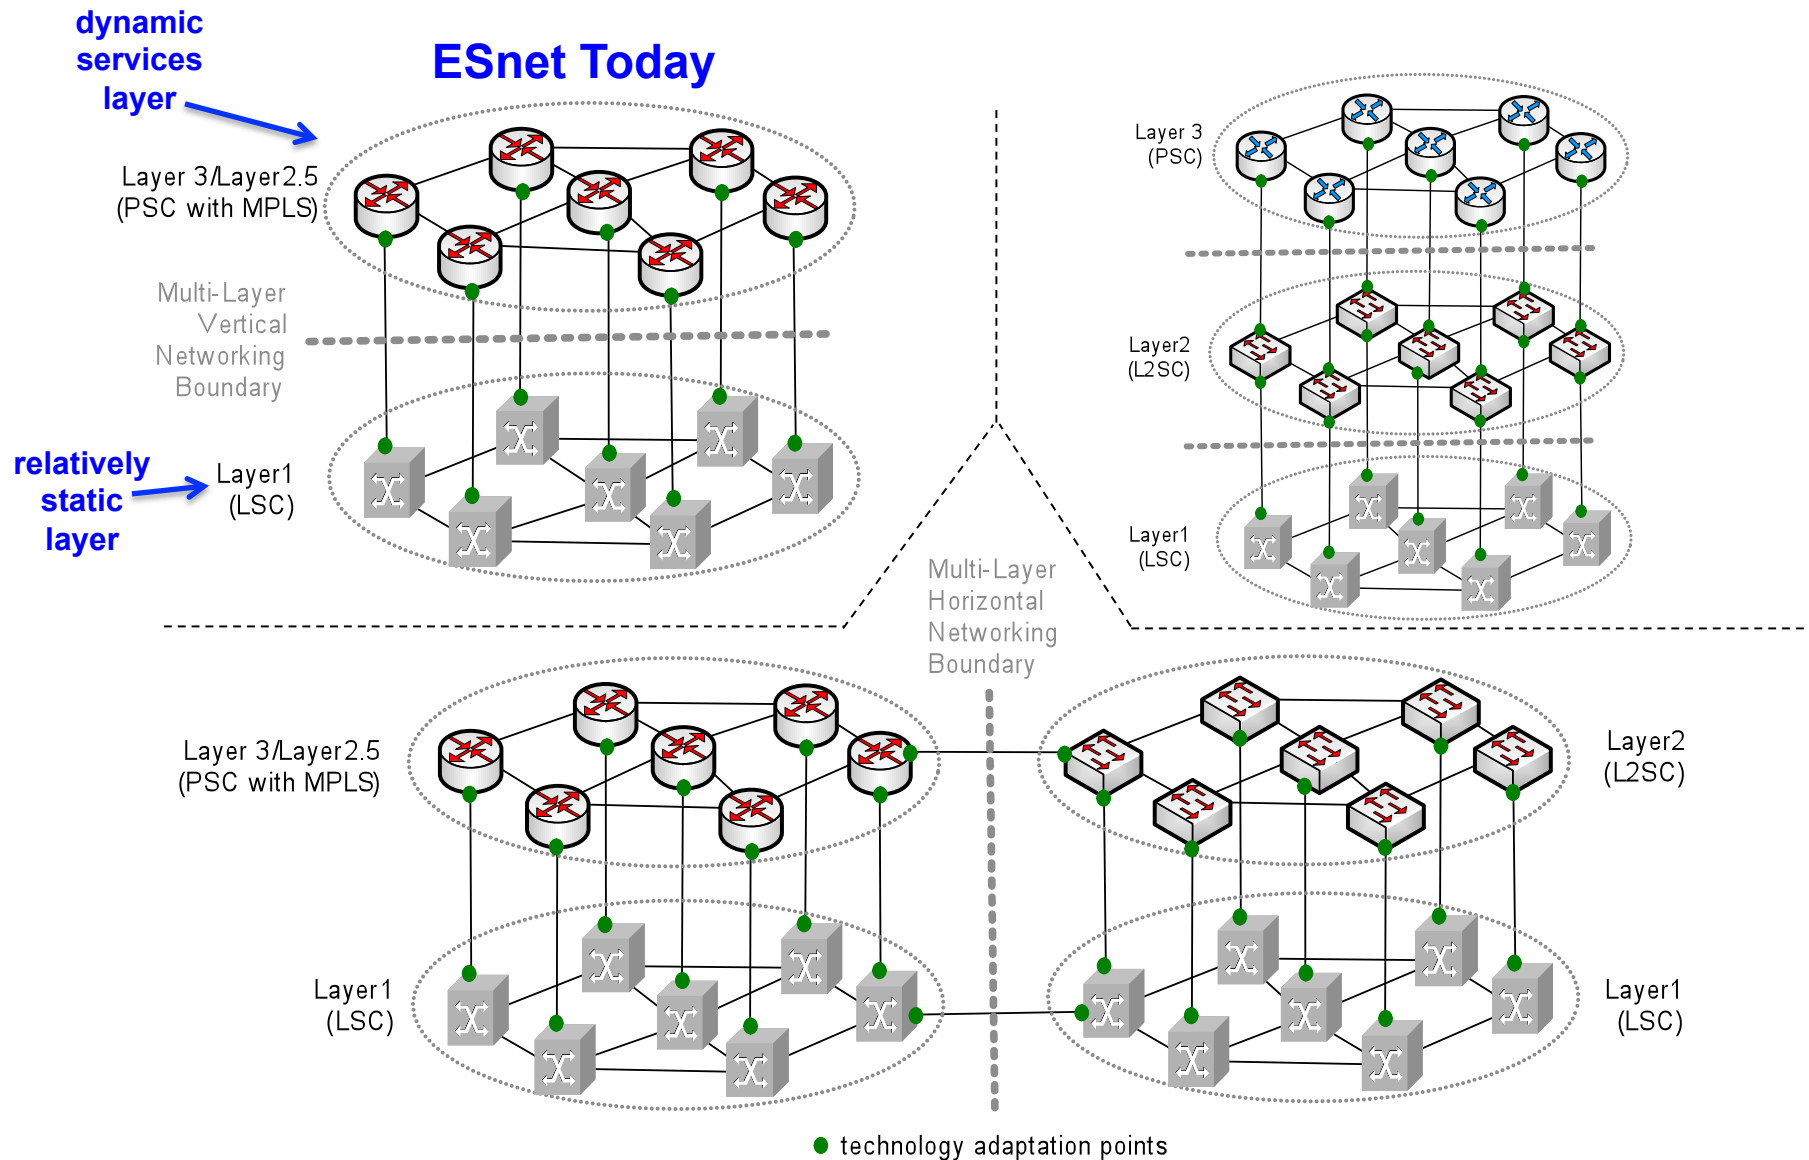 dynamic
services
layer
ESnet Today
Layer 3/Layer2.5
(PSC with MPLS)
Multi-Layer
Vertical
Networking
Boundary
relatively
static
layer
Layer1
(LSC)
Layer 3
(PSC)
Layer2
(L2SC)
Layer1
(LSC)
Multi-Layer
Horizontal
Networking
Boundary
Layer 3/Layer2.5
(PSC with MPLS)
Layer2
(L2SC)
Layer1
(LSC)
Layer1
(LSC)
technology adaptation points